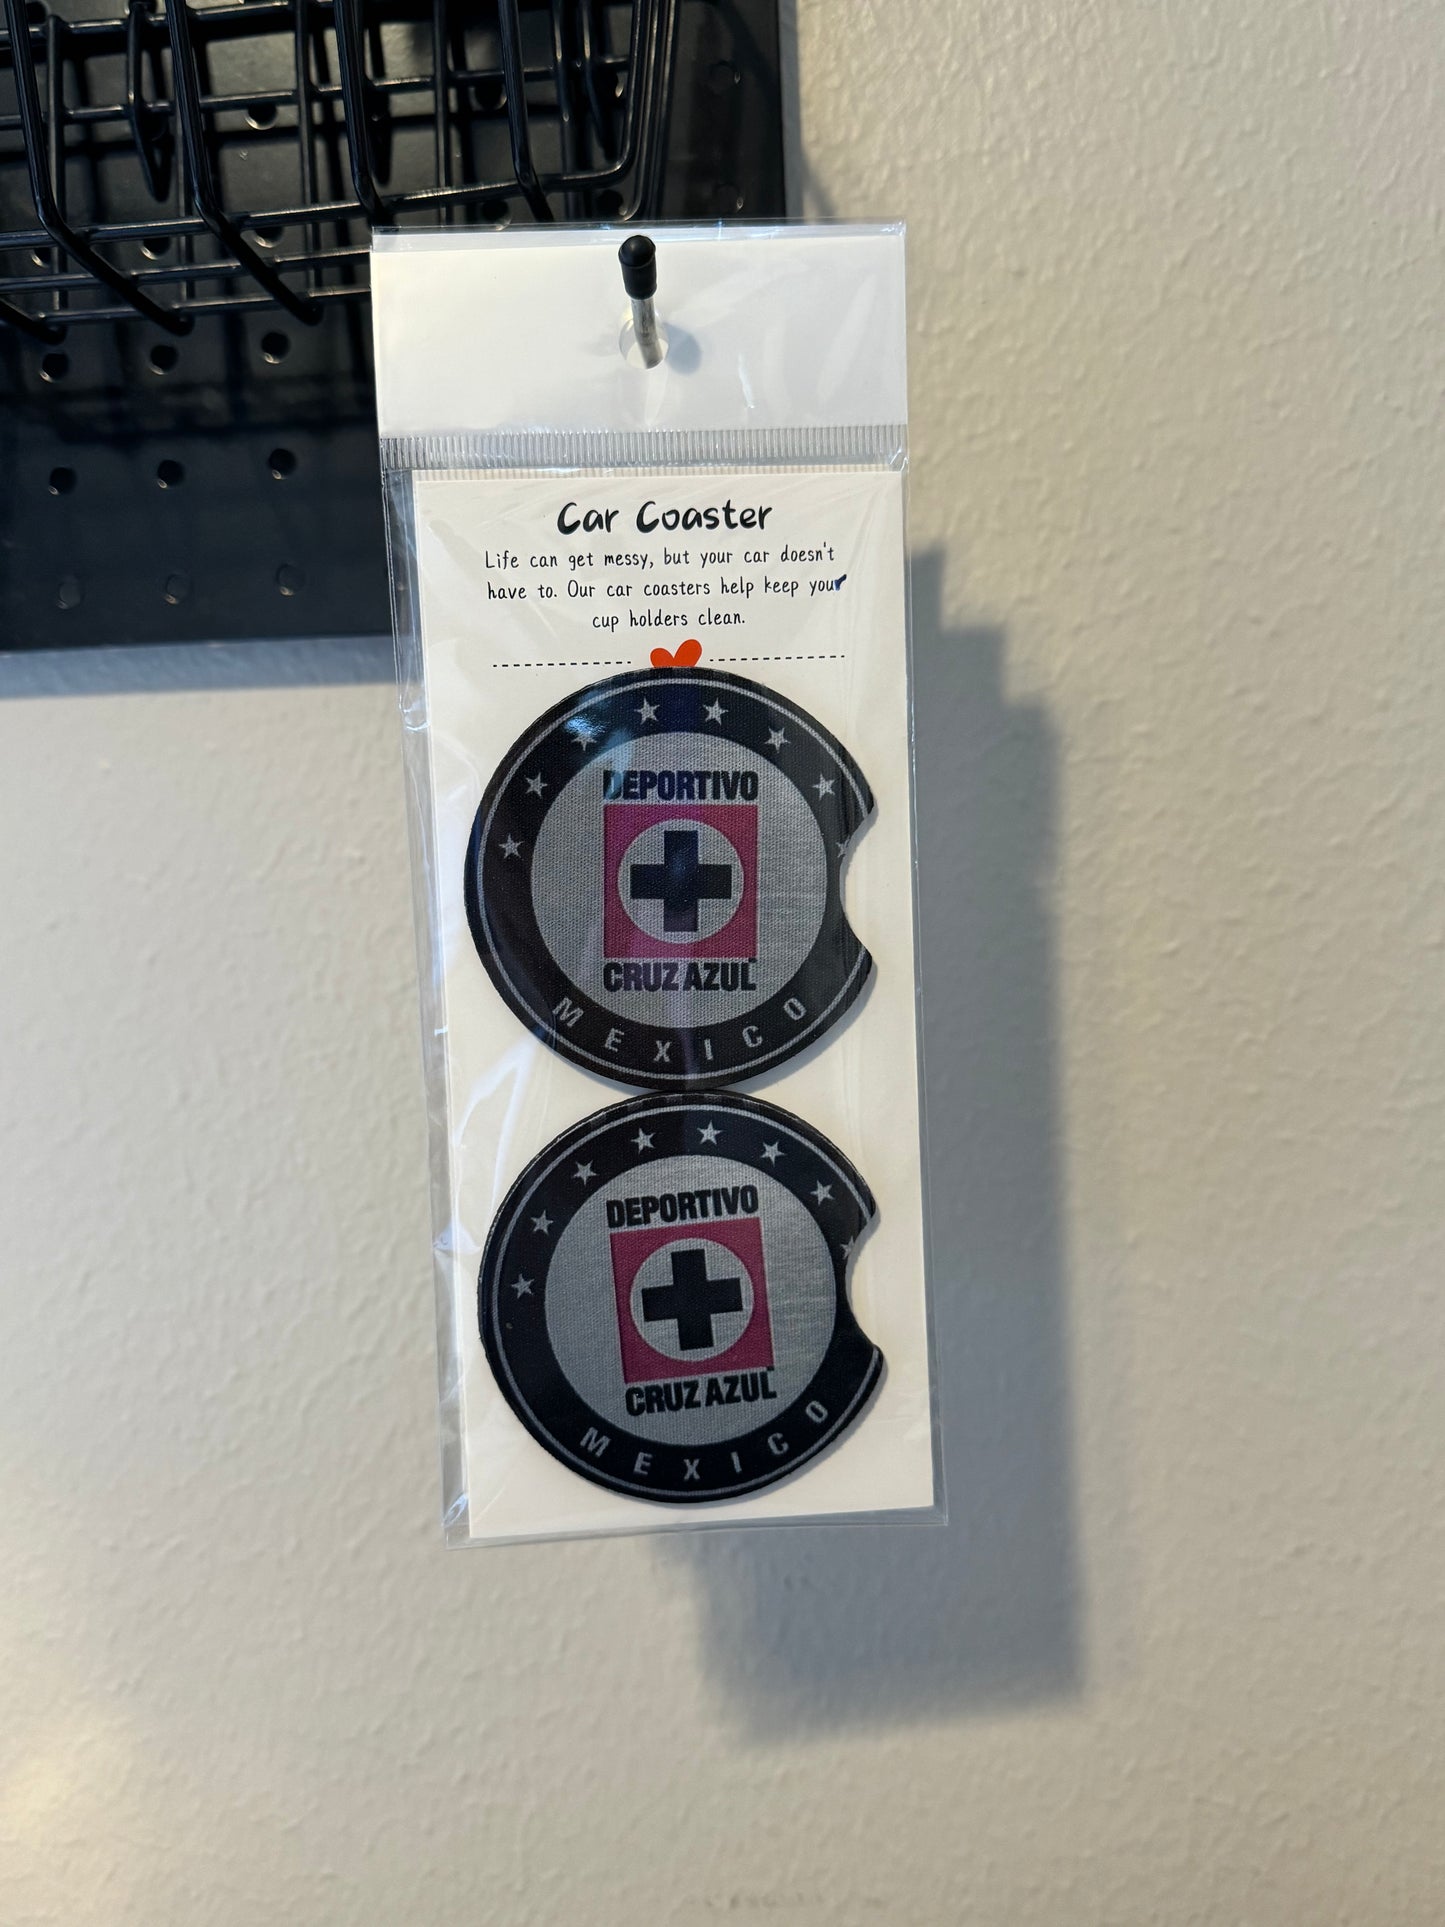 Car Coaster
Life can get messy, but your car doesn't
have to. Our car coasters help keep your
cup holders clean.
DEPORTIVO
CRUZ AZUL
MEXICO
DEPORTIVO
CRUZ AZUL
MEXICO